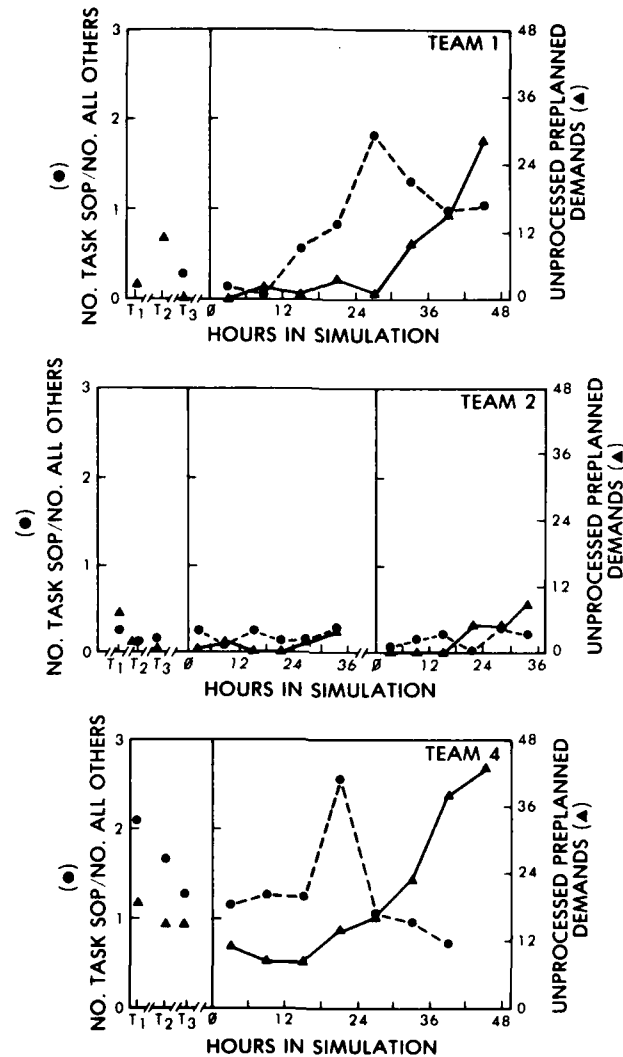 TEAM 1
NO. TASK SOP/NO. ALL OTHERS
(●)
3
2
1
0
48
36
24
12
0
UNPROCESSED PREPLANNED
DEMANDS (▲)
T1 T2 T3 Ø 12 24 36 48
HOURS IN SIMULATION
TEAM 2
NO. TASK SOP/NO. ALL OTHERS
(●)
3
2
1
0
48
36
24
12
0
UNPROCESSED PREPLANNED
DEMANDS (▲)
T1 T2 T3 Ø 12 24 36 Ø 12 24 36
HOURS IN SIMULATION
TEAM 4
NO. TASK SOP/NO. ALL OTHERS
(●)
3
2
1
0
48
36
24
12
0
UNPROCESSED PREPLANNED
DEMANDS (▲)
T1 T2 T3 Ø 12 24 36 48
HOURS IN SIMULATION